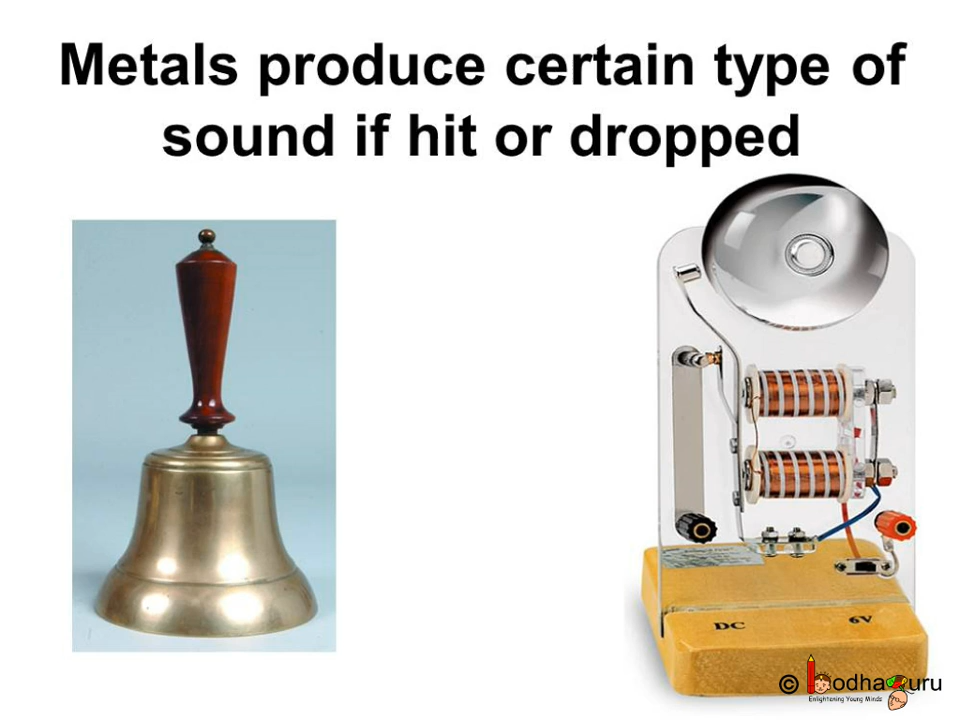 Metals produce certain type of
sound if hit or dropped
DC
6V
© BodhaGuru
Enlightening Young Minds